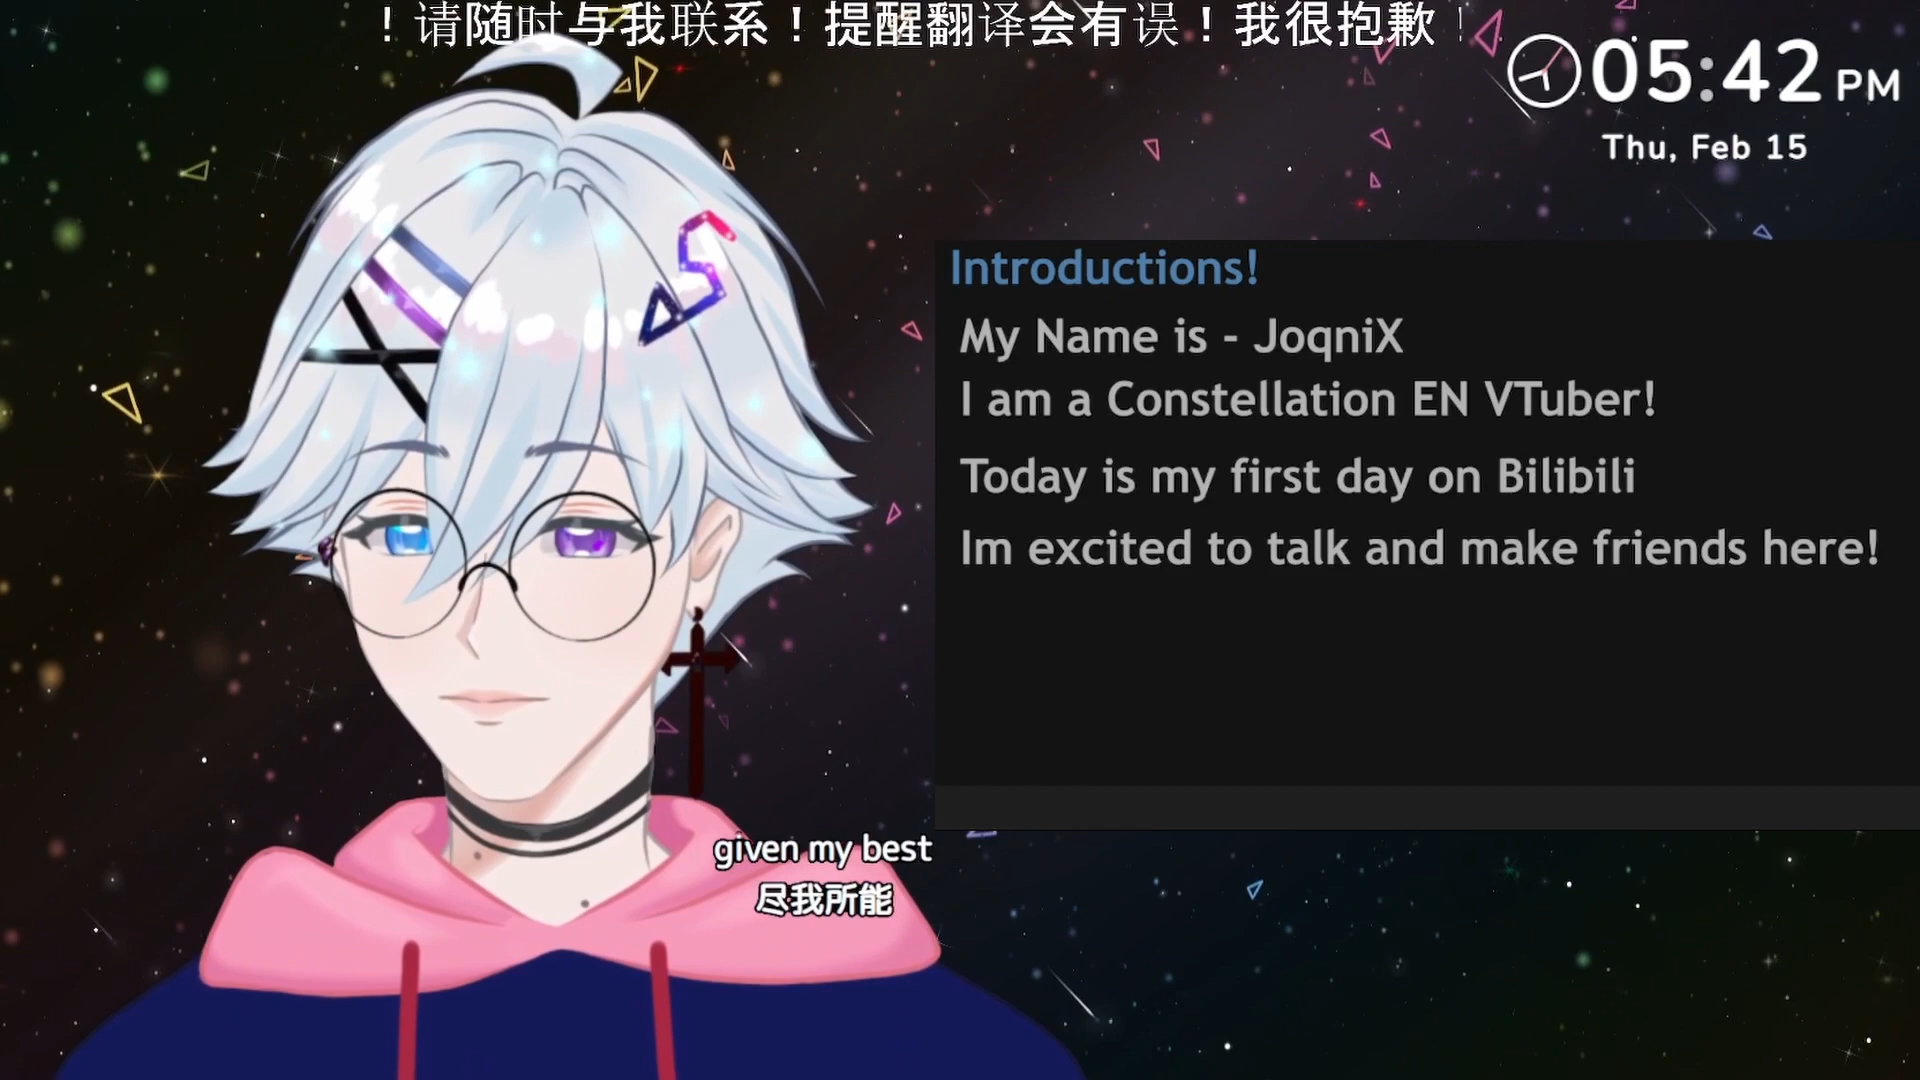 ！请随时与我联系！提醒翻译会有误！我很抱歉！
05:42 PM
Thu, Feb 15
Introductions!
My Name is - JoqniX
I am a Constellation EN VTuber!
Today is my first day on Bilibili
Im excited to talk and make friends here!
given my best
尽我所能